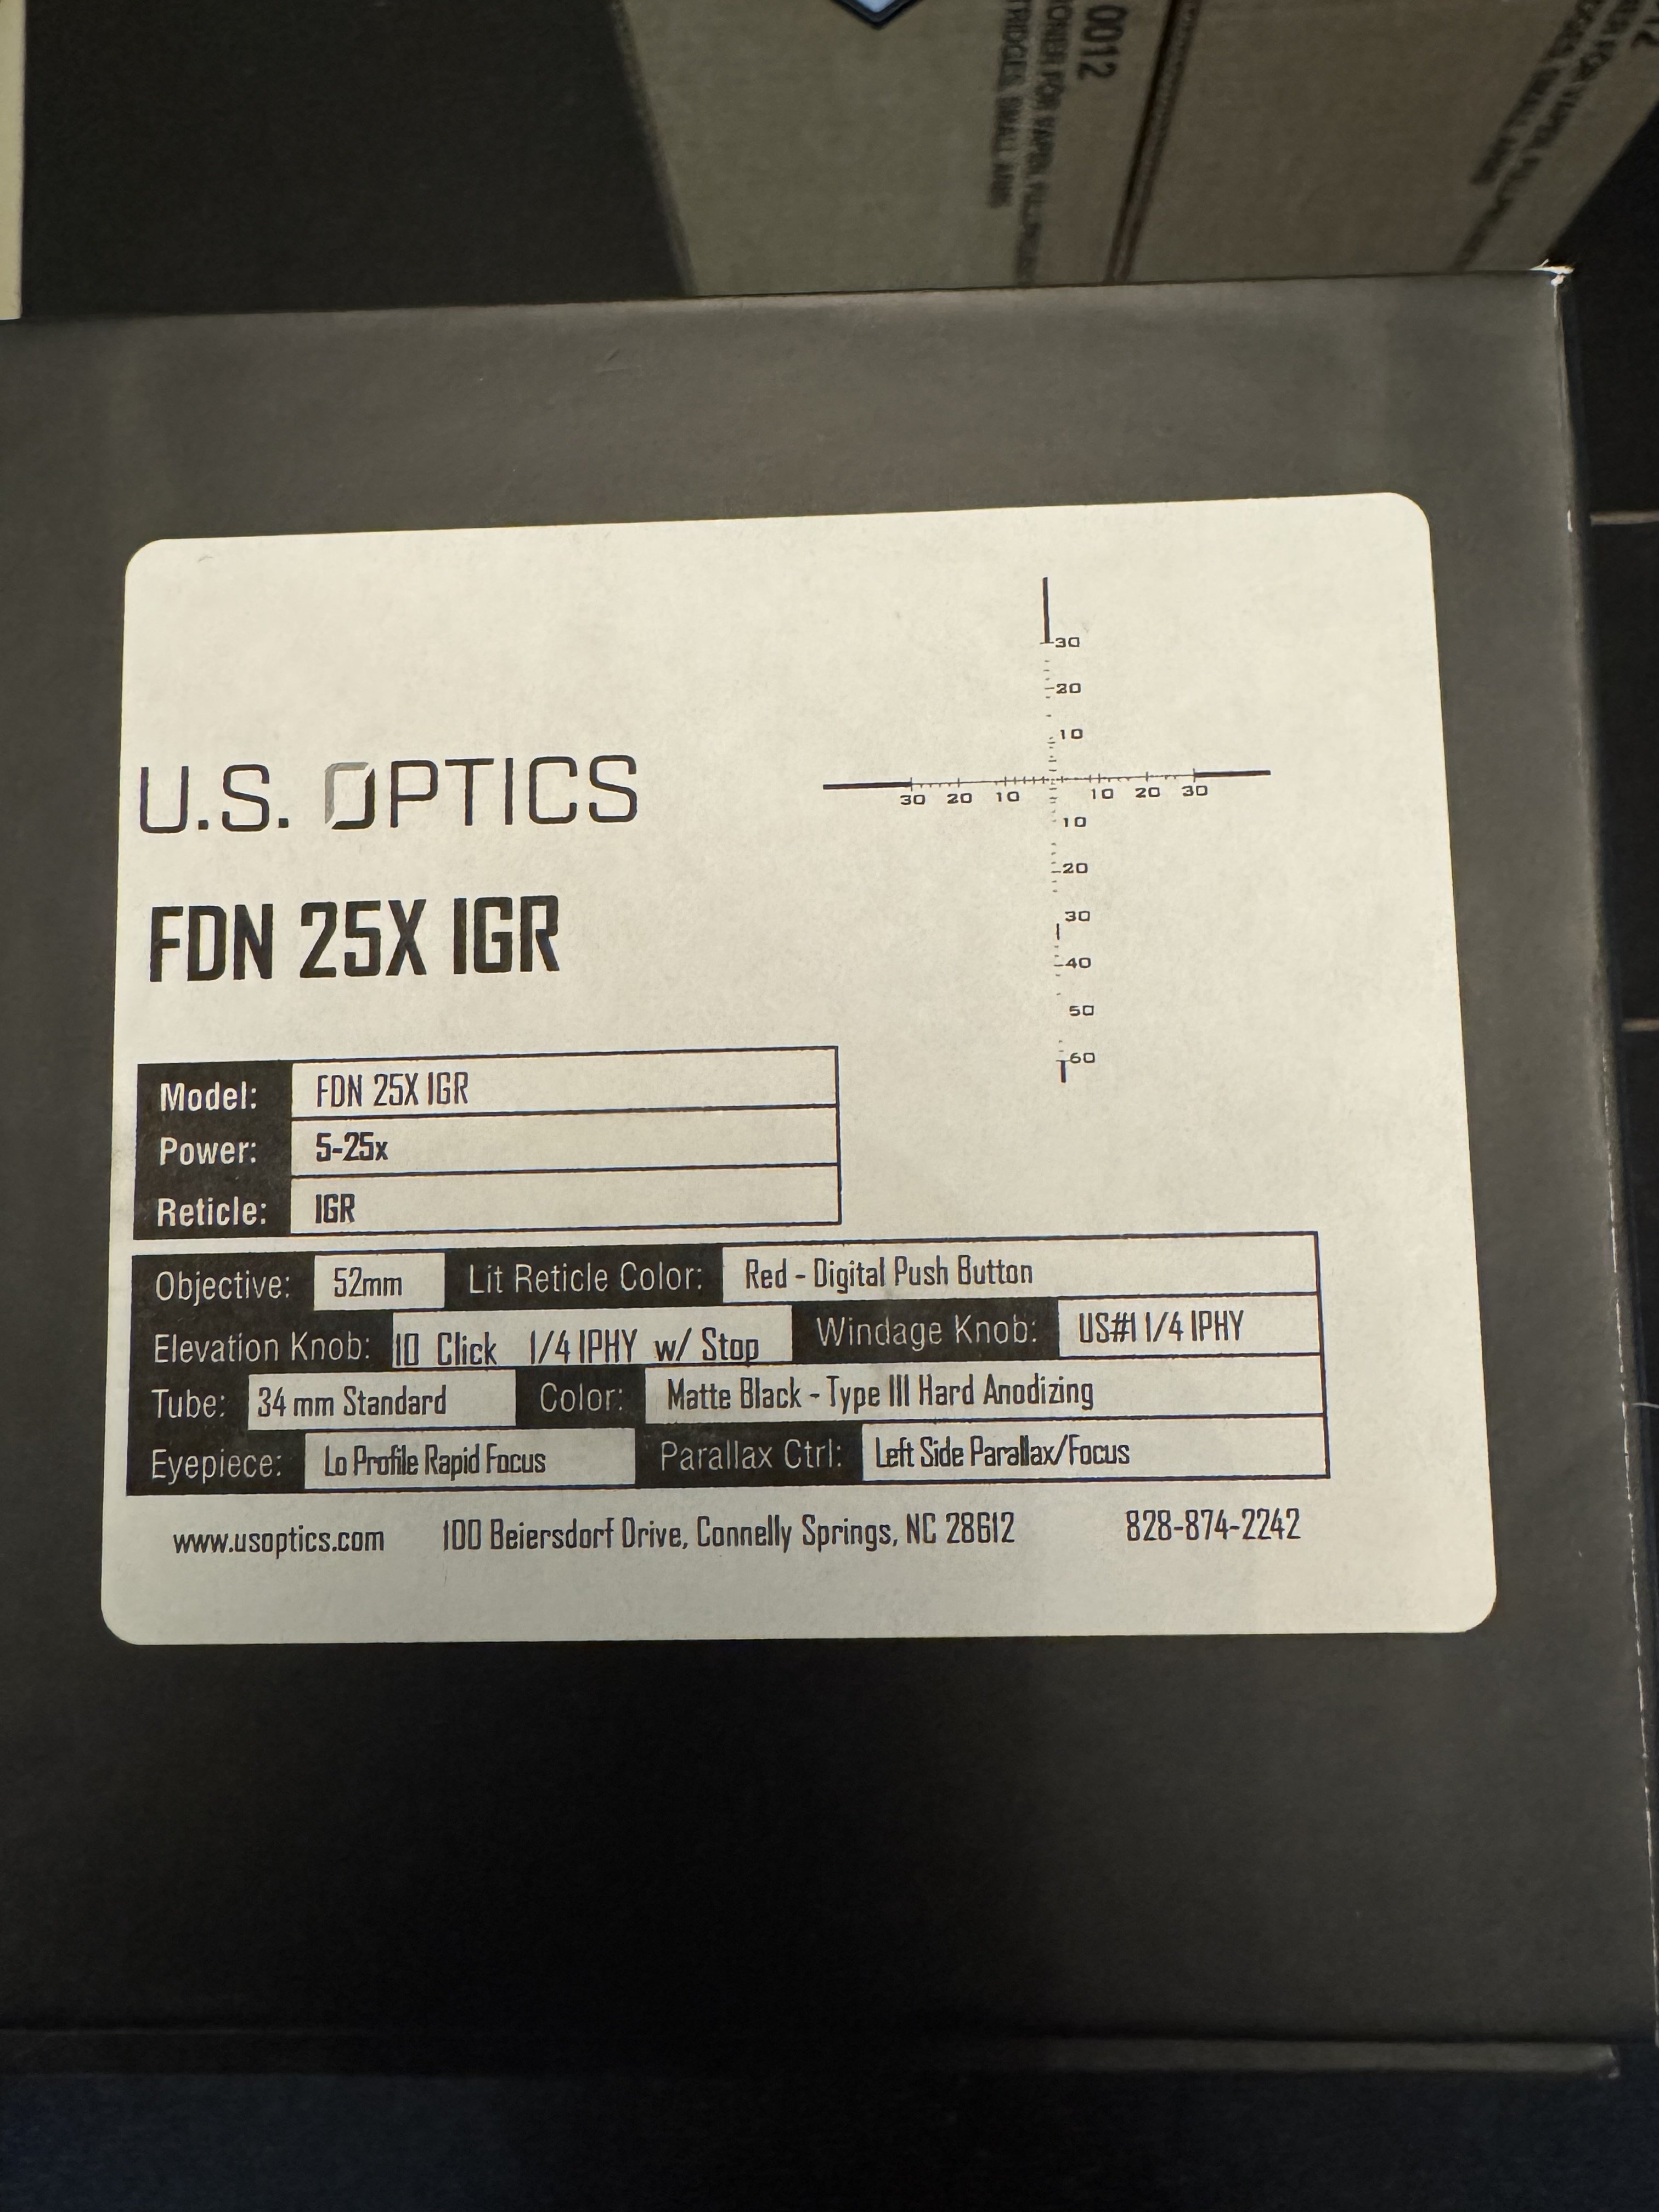 0012
U.S. OPTICS
FDN 25X IGR
30
20
10
30 20 10 10 20 30
10
20
30
40
50
60
Model: FDN 25X IGR
Power: 5-25x
Reticle: IGR
Objective: 52mm Lit Reticle Color: Red - Digital Push Button
Elevation Knob: 10 Click 1/4 IPHY w/ Stop Windage Knob: US#1 1/4 IPHY
Tube: 34 mm Standard Color: Matte Black - Type III Hard Anodizing
Eyepiece: Lo Profile Rapid Focus Parallax Ctrl: Left Side Parallax/Focus
www.usoptics.com 100 Beiersdorf Drive, Connelly Springs, NC 28612 828-874-2242